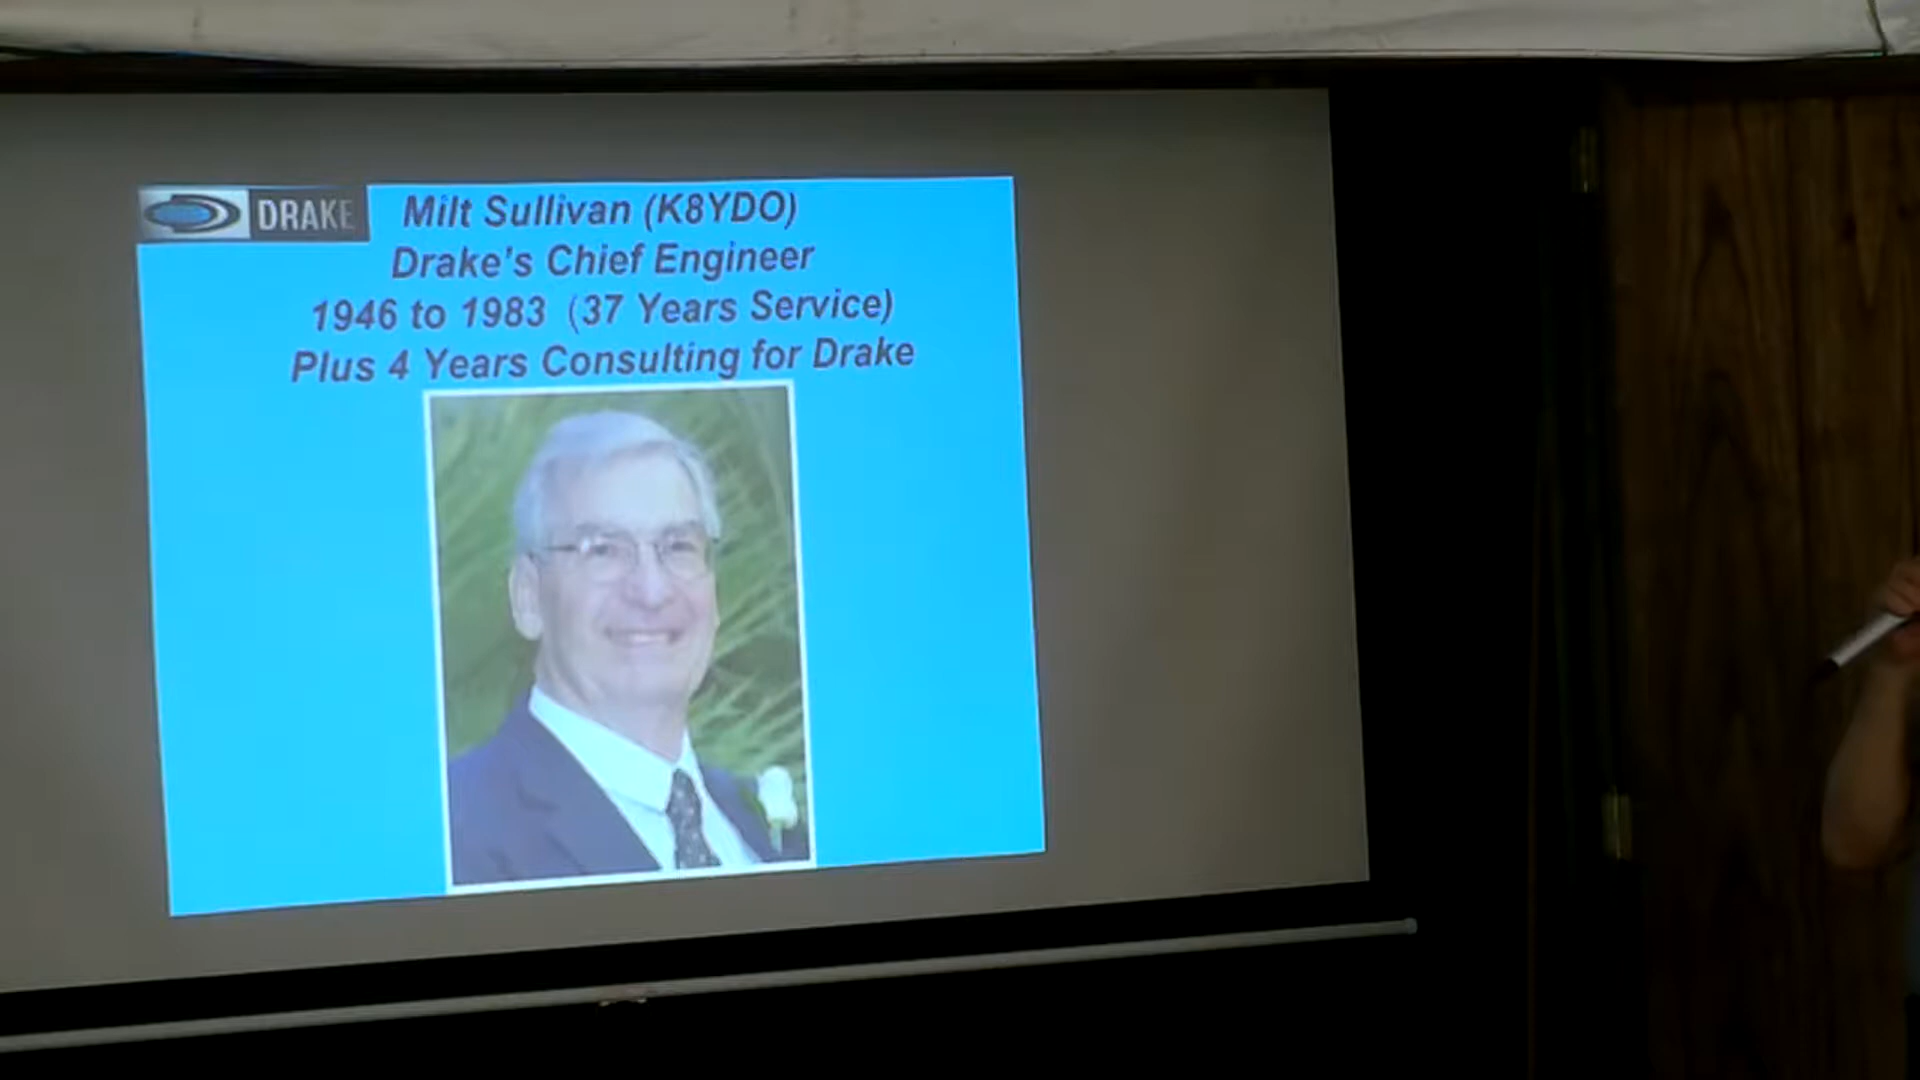 DRAKE
Milt Sullivan (K8YDO)
Drake's Chief Engineer
1946 to 1983 (37 Years Service)
Plus 4 Years Consulting for Drake